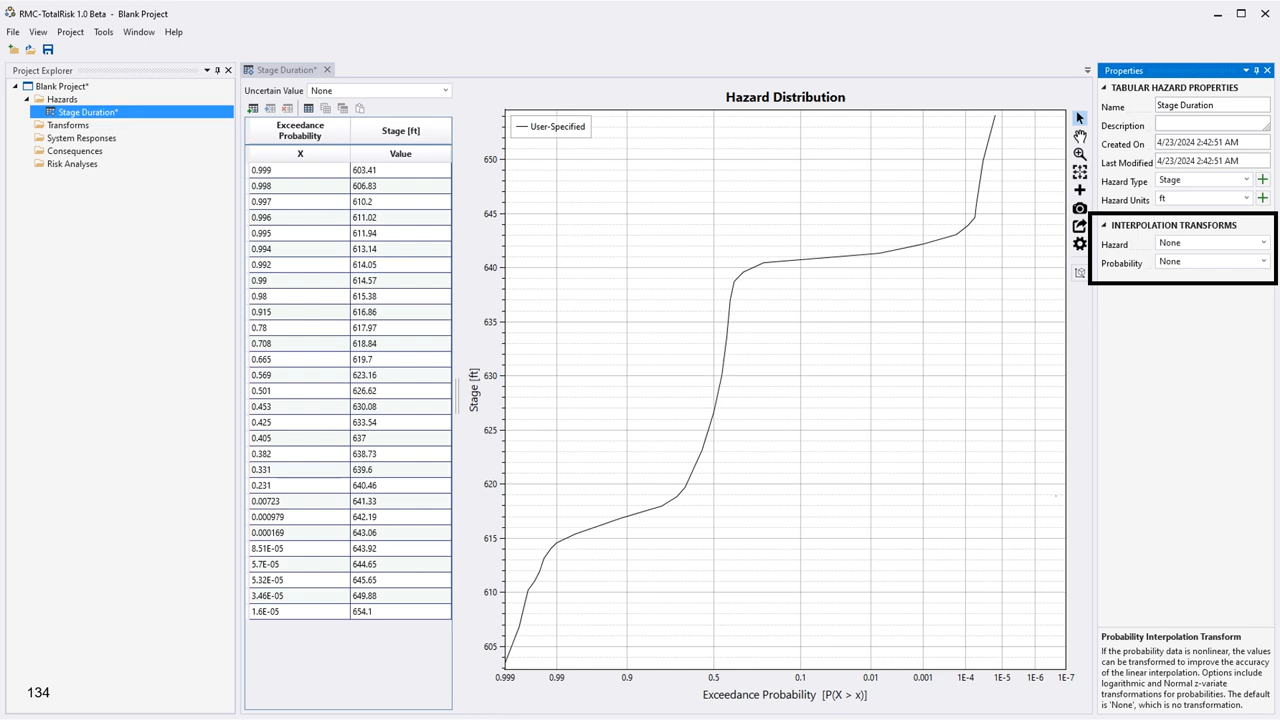 RMC-TotalRisk 1.0 Beta - Blank Project
File View Project Tools Window Help
Project Explorer
Blank Project*
Hazards
Stage Duration*
Transforms
System Responses
Consequences
Risk Analyses
134
Stage Duration*
Uncertain Value None
Exceedance Probability Stage [ft]
X Value
0.999 603.41
0.998 606.83
0.997 610.2
0.996 611.02
0.995 611.94
0.994 613.14
0.992 614.05
0.99 614.57
0.98 615.38
0.915 616.86
0.78 617.97
0.708 618.84
0.665 619.7
0.569 623.16
0.501 626.62
0.453 630.08
0.425 633.54
0.405 637
0.382 638.73
0.331 639.6
0.231 640.46
0.00723 641.33
0.000979 642.19
0.000169 643.06
8.51E-05 643.92
5.7E-05 644.65
5.32E-05 645.65
3.46E-05 649.88
1.6E-05 654.1
Hazard Distribution
User-Specified
Stage [ft]
650
645
640
635
630
625
620
615
610
605
0.999 0.99 0.9 0.5 0.1 0.01 0.001 1E-4 1E-5 1E-6 1E-7
Exceedance Probability [P(X > x)]
Properties
TABULAR HAZARD PROPERTIES
Name Stage Duration
Description
Created On 4/23/2024 2:42:51 AM
Last Modified 4/23/2024 2:42:51 AM
Hazard Type Stage
Hazard Units ft
INTERPOLATION TRANSFORMS
Hazard None
Probability None
Probability Interpolation Transform
If the probability data is nonlinear, the values
can be transformed to improve the accuracy
of the linear interpolation. Options include
logarithmic and Normal z-variate
transformations for probabilities. The default
is 'None', which is no transformation.